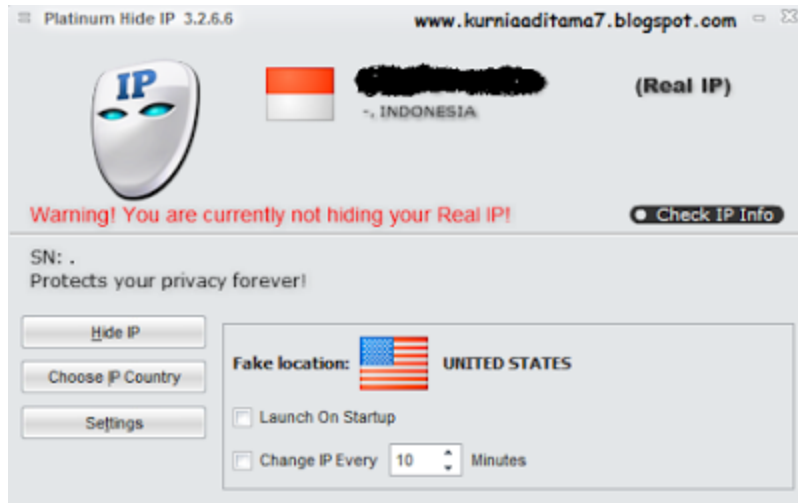 Platinum Hide IP 3.2.6.6 www.kurniaaditama7.blogspot.com
IP
(Real IP)
-, INDONESIA
Warning! You are currently not hiding your Real IP!
Check IP Info
SN: .
Protects your privacy forever!
Hide IP
Choose IP Country
Settings
Fake location: UNITED STATES
Launch On Startup
Change IP Every 10 Minutes